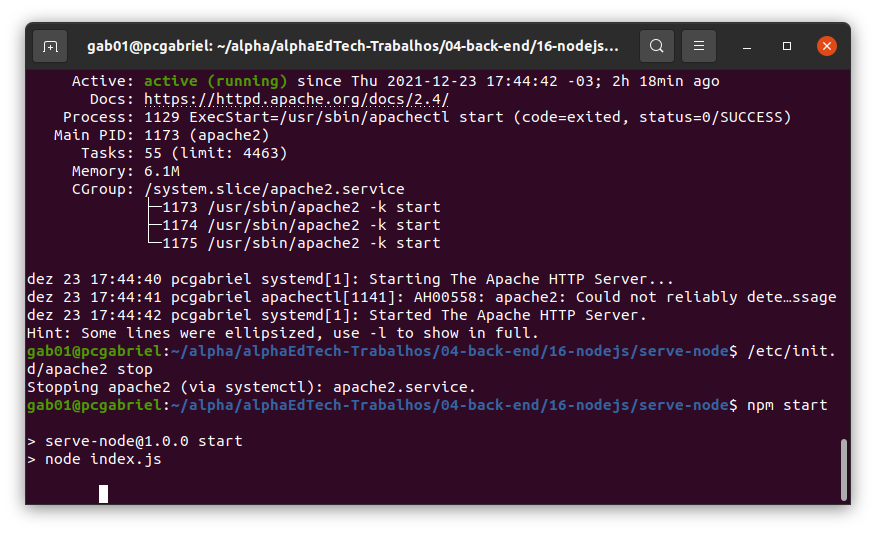 gab01@pcgabriel: ~/alpha/alphaEdTech-Trabalhos/04-back-end/16-nodejs...
Active: active (running) since Thu 2021-12-23 17:44:42 -03; 2h 18min ago
Docs: https://httpd.apache.org/docs/2.4/
Process: 1129 ExecStart=/usr/sbin/apachectl start (code=exited, status=0/SUCCESS)
Main PID: 1173 (apache2)
Tasks: 55 (limit: 4463)
Memory: 6.1M
CGroup: /system.slice/apache2.service
├─1173 /usr/sbin/apache2 -k start
├─1174 /usr/sbin/apache2 -k start
└─1175 /usr/sbin/apache2 -k start
dez 23 17:44:40 pcgabriel systemd[1]: Starting The Apache HTTP Server...
dez 23 17:44:41 pcgabriel apachectl[1141]: AH00558: apache2: Could not reliably dete…ssage
dez 23 17:44:42 pcgabriel systemd[1]: Started The Apache HTTP Server.
Hint: Some lines were ellipsized, use -l to show in full.
gab01@pcgabriel:~/alpha/alphaEdTech-Trabalhos/04-back-end/16-nodejs/serve-node$ /etc/init.
d/apache2 stop
Stopping apache2 (via systemctl): apache2.service.
gab01@pcgabriel:~/alpha/alphaEdTech-Trabalhos/04-back-end/16-nodejs/serve-node$ npm start
> serve-node@1.0.0 start
> node index.js